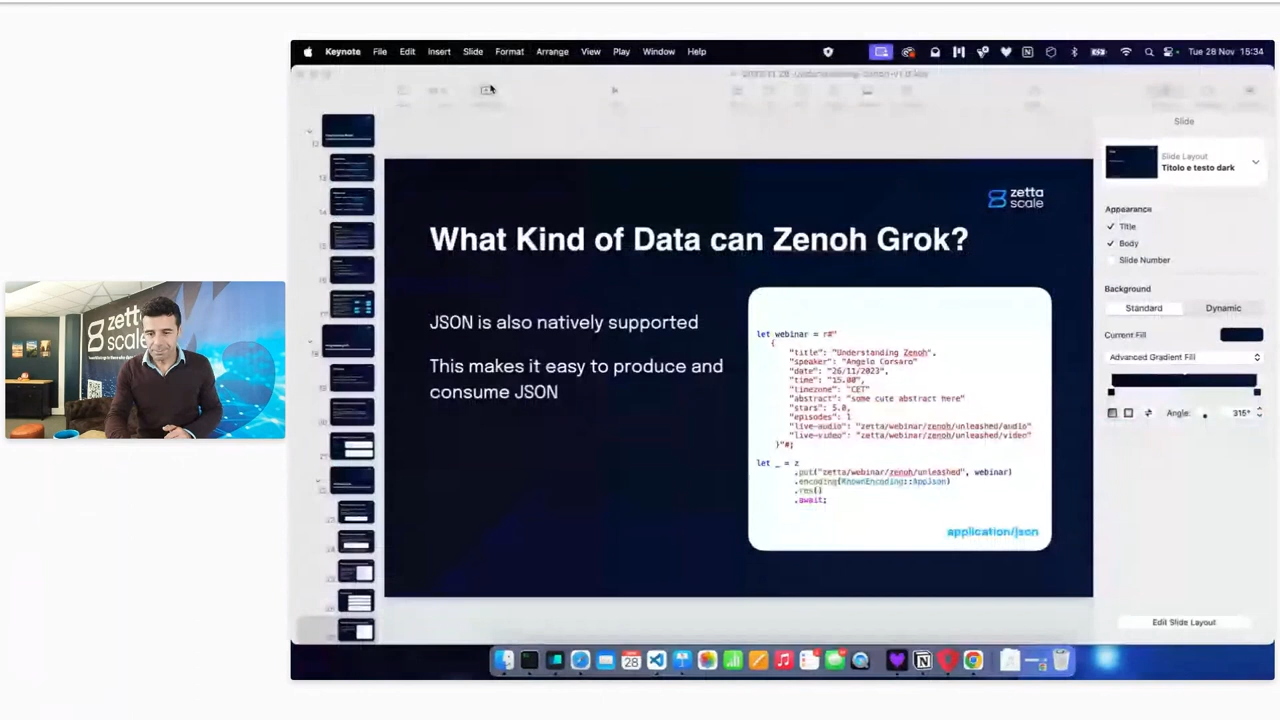 Keynote File Edit Insert Slide Format Arrange View Play Window Help
Tue 28 Nov 15:34
zetta
scale
What Kind of Data can Zenoh Grok?
JSON is also natively supported
This makes it easy to produce and
consume JSON
let webinar = r#"
{
"title": "Understanding Zenoh",
"speaker": "Angelo Corsaro"
"date": "26/11/2023",
"time": "15.00",
"timezone": "CET"
"abstract": "some cute abstract here"
"stars": 5.0,
"episodes": 1
"live-audio": "zetta/webinar/zenoh/unleashed/audio"
"live-video": "zetta/webinar/zenoh/unleashed/video"
}"#;
let _ = z
.put("zetta/webinar/zenoh/unleashed", webinar)
.encoding(KnownEncoding::AppJson)
.res()
.await;
application/json
Slide
Slide Layout
Titolo e testo dark
Appearance
Title
Body
Slide Number
Background
Standard Dynamic
Current Fill
Advanced Gradient Fill
Angle: 315°
Edit Slide Layout
zetta
scale
28